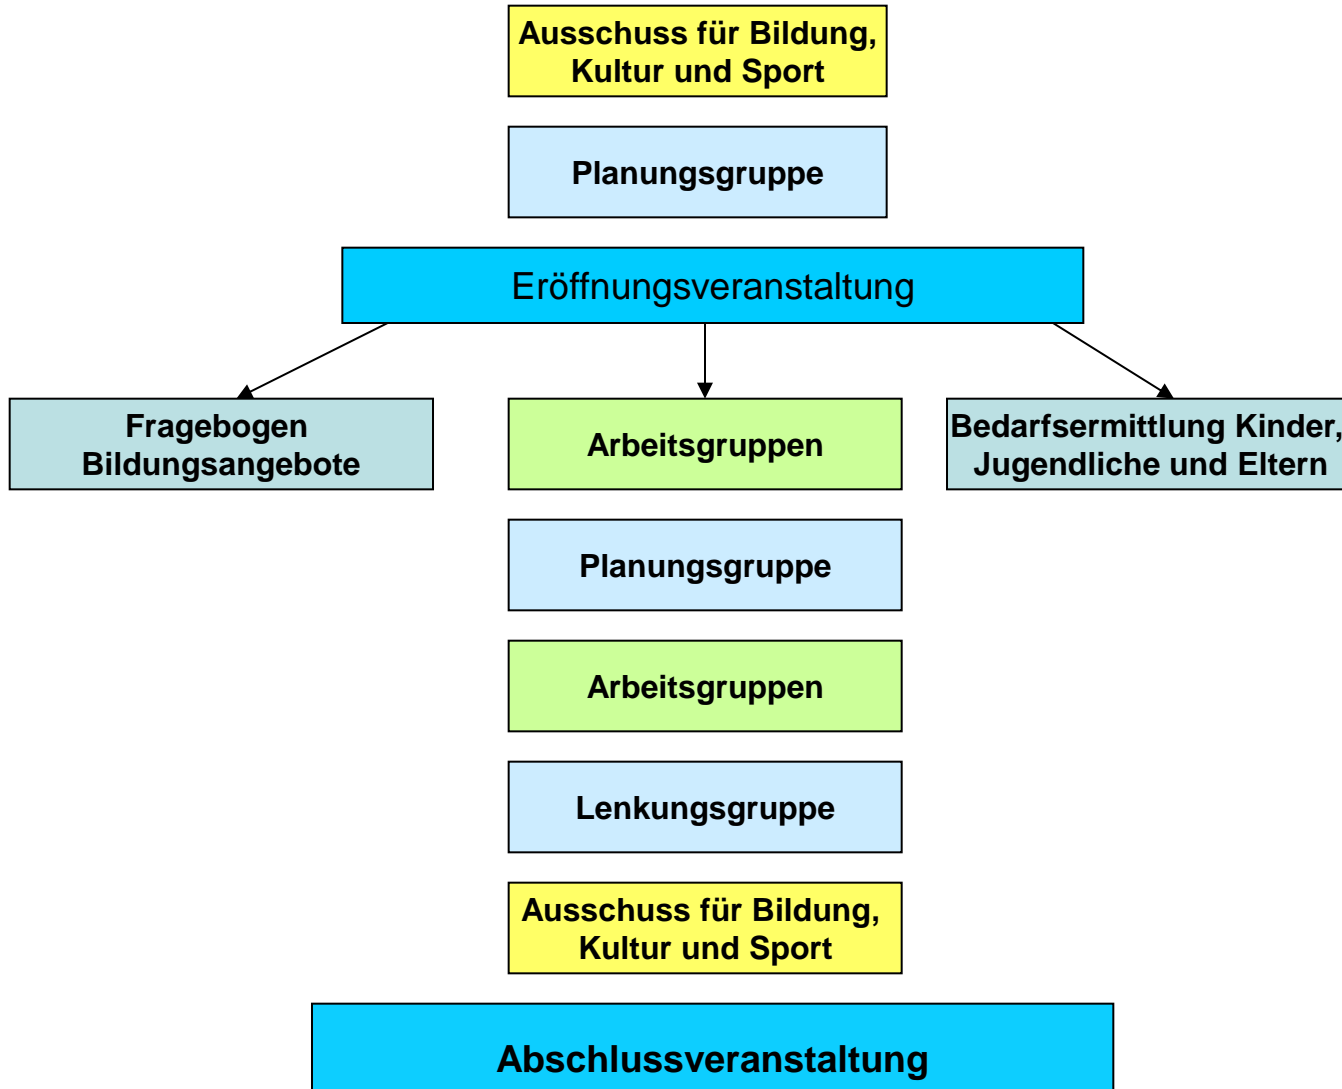 Ausschuss für Bildung,
Kultur und Sport
Planungsgruppe
Eröffnungsveranstaltung
Fragebogen
Bildungsangebote
Arbeitsgruppen
Bedarfsermittlung Kinder,
Jugendliche und Eltern
Planungsgruppe
Arbeitsgruppen
Lenkungsgruppe
Ausschuss für Bildung,
Kultur und Sport
Abschlussveranstaltung